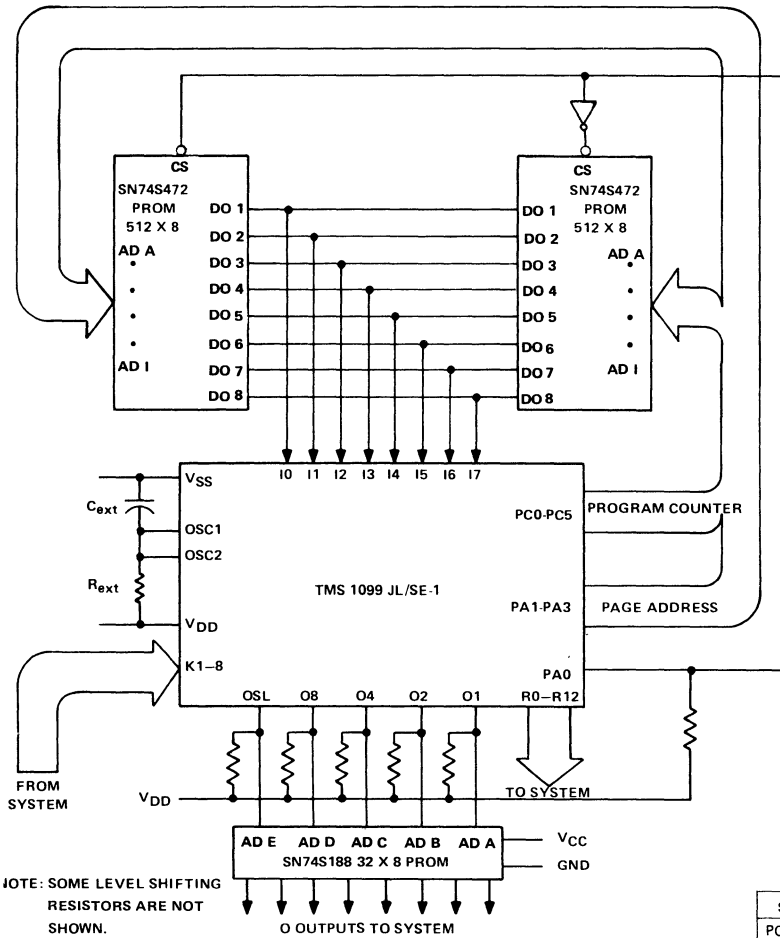 CS
SN74S472
PROM
512 X 8
AD A
AD I
DO 1
DO 2
DO 3
DO 4
DO 5
DO 6
DO 7
DO 8
CS
SN74S472
PROM
512 X 8
AD A
AD I
DO 1
DO 2
DO 3
DO 4
DO 5
DO 6
DO 7
DO 8
I0 I1 I2 I3 I4 I5 I6 I7
VSS
Cext
OSC1
OSC2
Rext
VDD
K1–8
TMS 1099 JL/SE-1
PC0-PC5
PROGRAM COUNTER
PA1-PA3
PAGE ADDRESS
PA0
OSL O8 O4 O2 O1 R0–R12
FROM
SYSTEM
VDD
TO SYSTEM
AD E AD D AD C AD B AD A
SN74S188 32 X 8 PROM
VCC
GND
O OUTPUTS TO SYSTEM
NOTE: SOME LEVEL SHIFTING
RESISTORS ARE NOT
SHOWN.